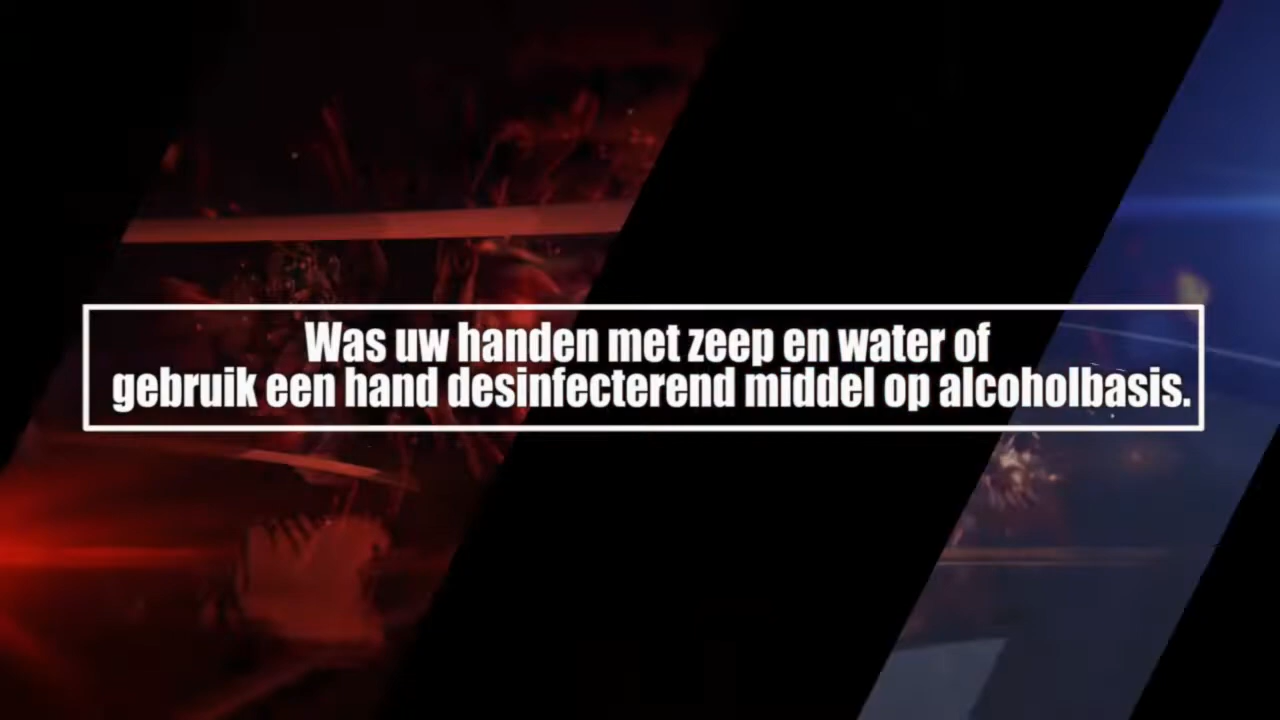 Was uw handen met zeep en water of
gebruik een hand desinfecterend middel op alcoholbasis.